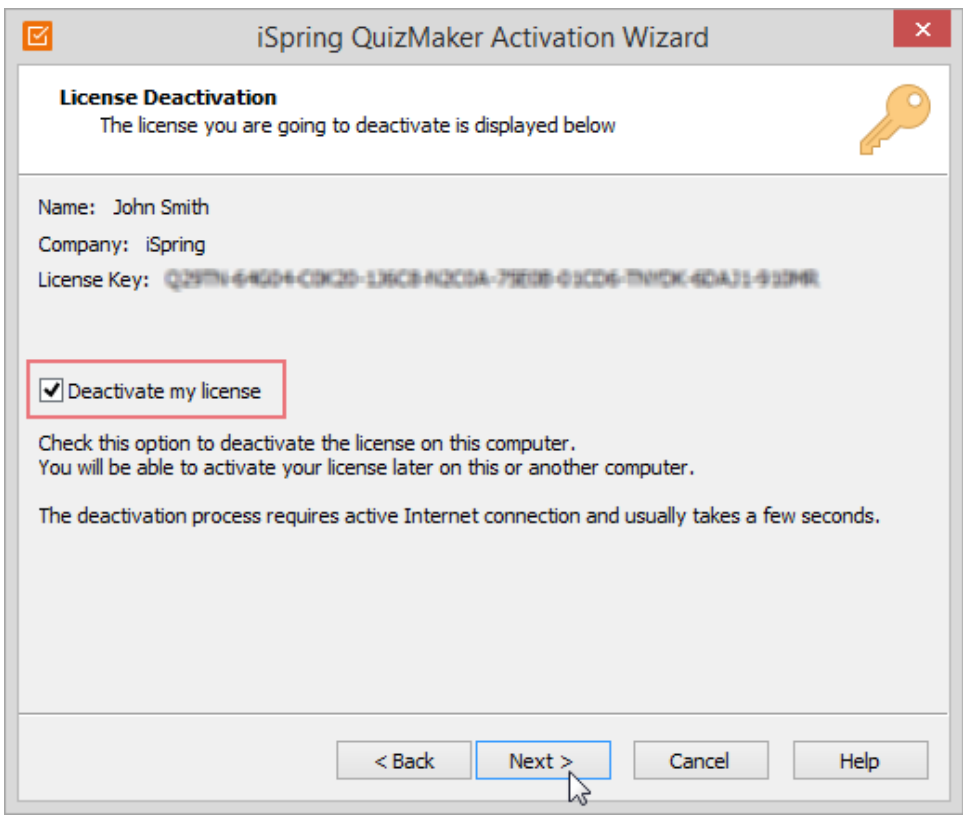 iSpring QuizMaker Activation Wizard
License Deactivation
The license you are going to deactivate is displayed below
Name: John Smith
Company: iSpring
License Key:
Deactivate my license
Check this option to deactivate the license on this computer.
You will be able to activate your license later on this or another computer.
The deactivation process requires active Internet connection and usually takes a few seconds.
< Back Next > Cancel Help